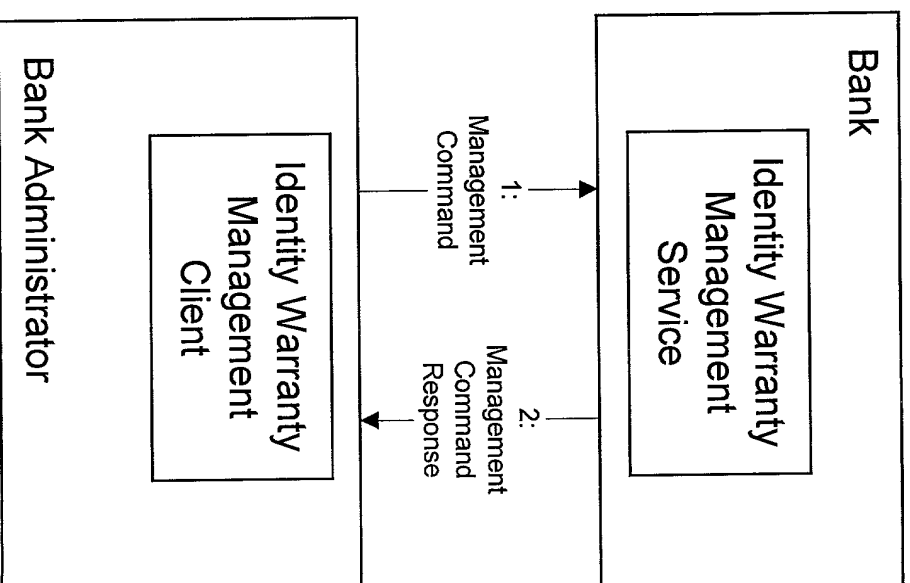 Bank
Identity Warranty
Management
Service
1:
Management
Command
2:
Management
Command
Response
Identity Warranty
Management
Client
Bank Administrator